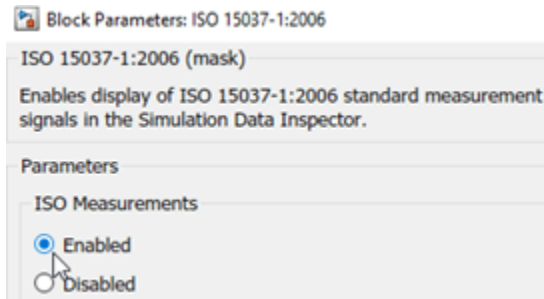 Block Parameters: ISO 15037-1:2006
ISO 15037-1:2006 (mask)
Enables display of ISO 15037-1:2006 standard measurement
signals in the Simulation Data Inspector.
Parameters
ISO Measurements
Enabled
Disabled